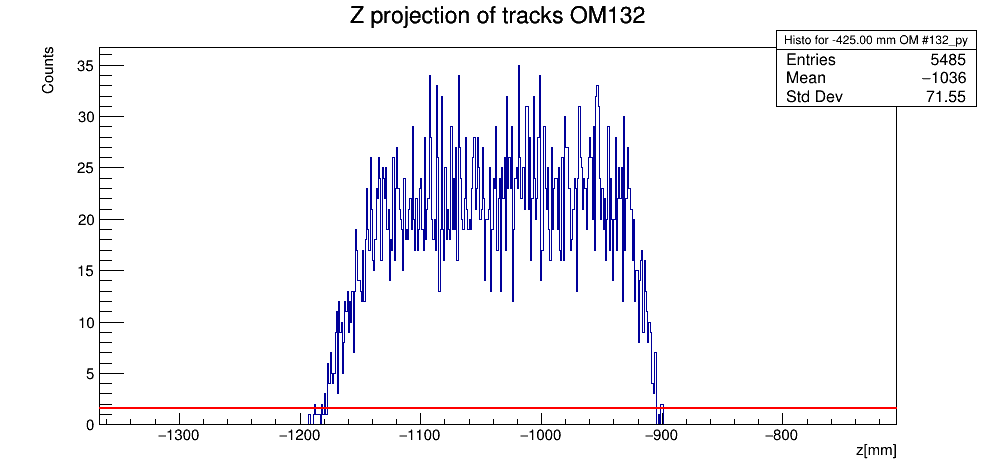 Z projection of tracks OM132
Histo for -425.00 mm OM #132_py
Entries 5485
Mean −1036
Std Dev 71.55
Counts
35
30
25
20
15
10
5
0
−1300 −1200 −1100 −1000 −900 −800
z[mm]